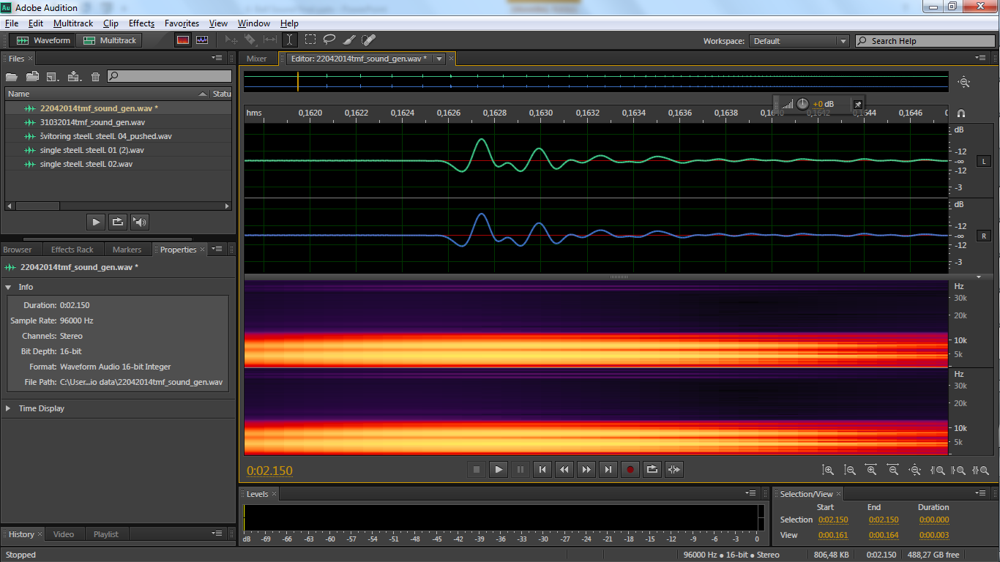 Adobe Audition
File Edit Multitrack Clip Effects Favorites View Window Help
Waveform Multitrack Workspace: Default Search Help
Files
Name Statu
22042014tmf_sound_gen.wav *
31032014tmf_sound_gen.wav
švitoring steelL steelL 04_pushed.wav
single steelL steelL 01 (2).wav
single steelL steelL 02.wav
Browser Effects Rack Markers Properties
22042014tmf_sound_gen.wav *
Info
Duration: 0:02.150
Sample Rate: 96000 Hz
Channels: Stereo
Bit Depth: 16-bit
Format: Waveform Audio 16-bit Integer
File Path: C:\User...io data\22042014tmf_sound_gen.wav
Time Display
History Video Playlist
Stopped
Mixer Editor: 22042014tmf_sound_gen.wav *
+0 dB
hms 0,1620 0,1622 0,1624 0,1626 0,1628 0,1630 0,1632 0,1634 0,1636 0,1638 0,1640 0,1642 0,1644 0,1646 0
dB
-12
-∞
-12
-3
L
dB
-12
-∞
-12
-3
R
Hz
30k
20k
10k
5k
Hz
30k
20k
10k
5k
0:02.150
Levels
dB -69 -66 -63 -60 -57 -54 -51 -48 -45 -42 -39 -36 -33 -30 -27 -24 -21 -18 -15 -12 -9 -6 -3 0
Selection/View
Start End Duration
Selection 0:02.150 0:02.150 0:00.000
View 0:00.161 0:00.164 0:00.003
96000 Hz ● 16-bit ● Stereo 806,48 KB 0:02.150 488,27 GB free